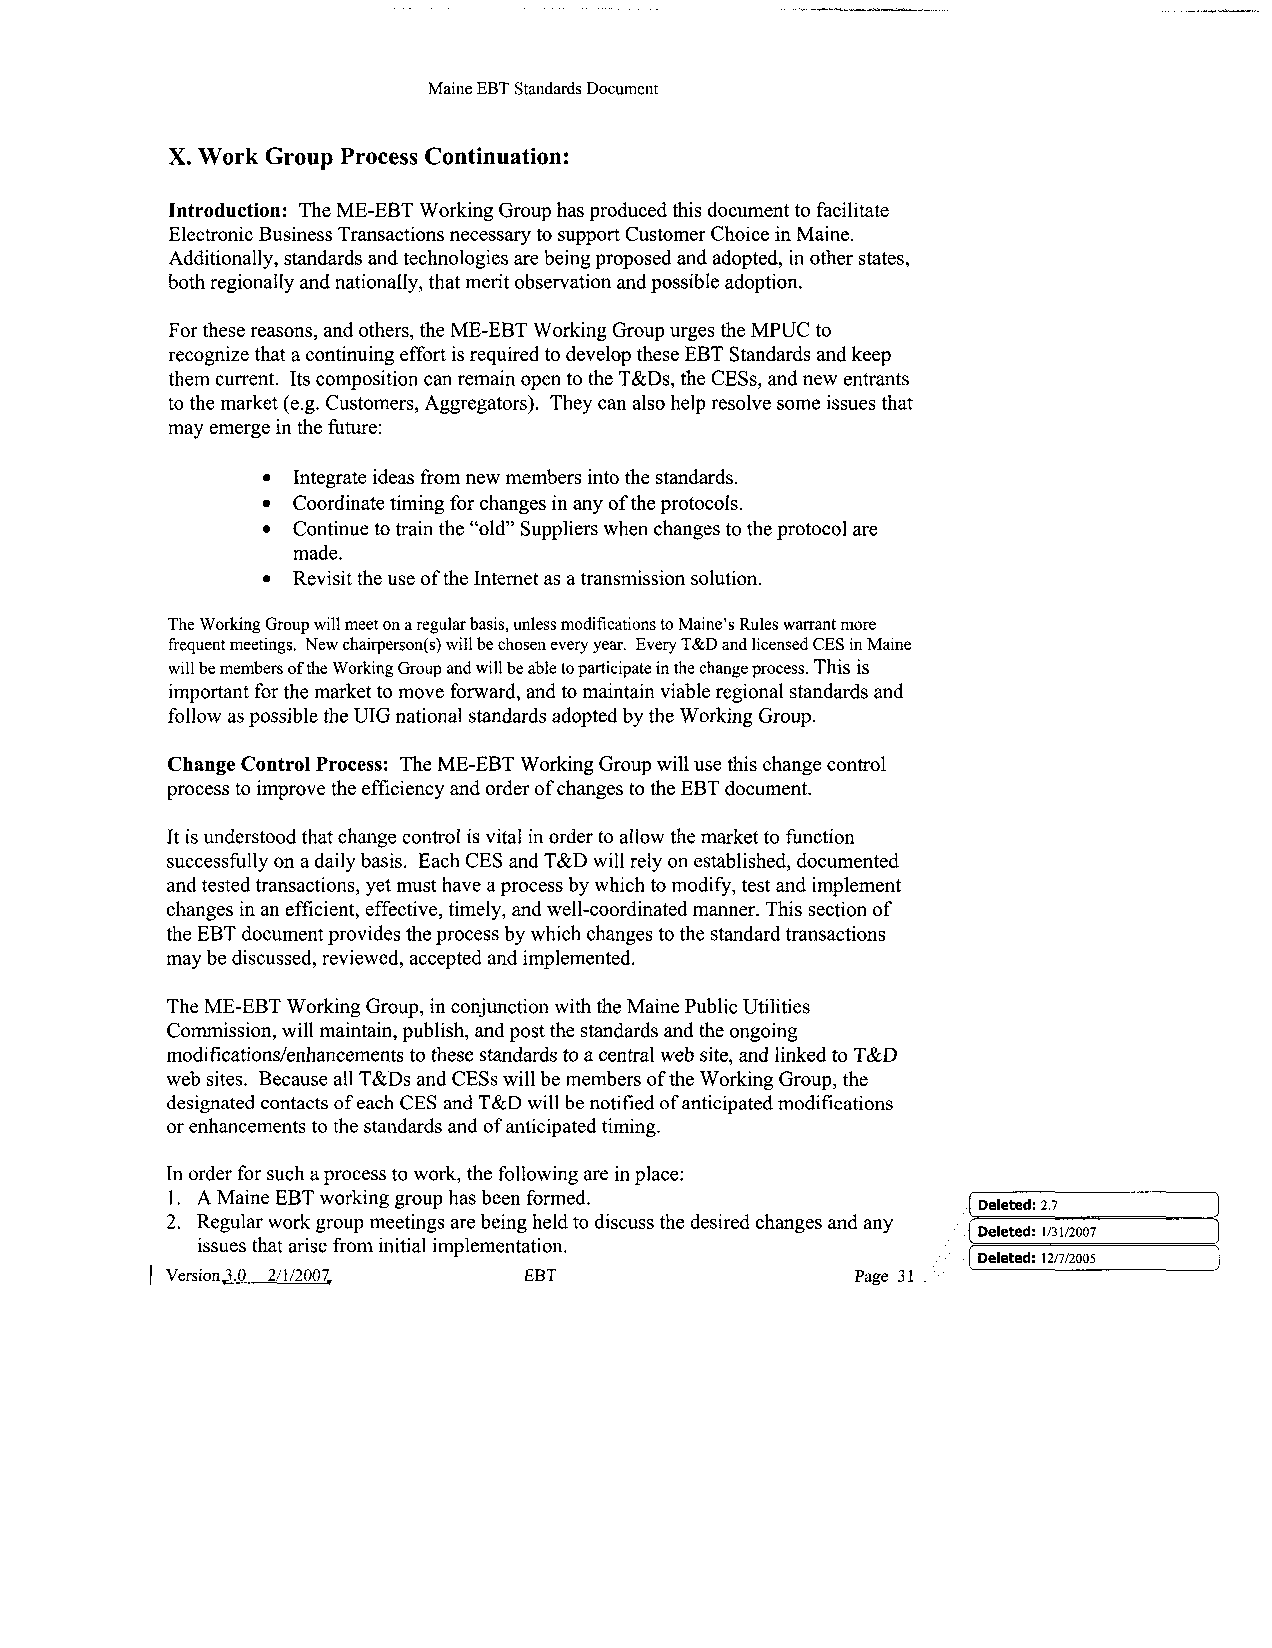 Maine EBT Standards Document
X. Work Group Process Continuation:
Introduction: The ME-EBT Working Group has produced this document to facilitate
Electronic Business Transactions necessary to support Customer Choice in Maine.
Additionally, standards and technologies are being proposed and adopted, in other states,
both regionally and nationally, that merit observation and possible adoption.
For these reasons, and others, the ME-EBT Working Group urges the MPUC to
recognize that a continuing effort is required to develop these EBT Standards and keep
them current. Its composition can remain open to the T&Ds, the CESs, and new entrants
to the market (e.g. Customers, Aggregators). They can also help resolve some issues that
may emerge in the future:
• Integrate ideas from new members into the standards.
• Coordinate timing for changes in any of the protocols.
• Continue to train the “old” Suppliers when changes to the protocol are
made.
• Revisit the use of the Internet as a transmission solution.
The Working Group will meet on a regular basis, unless modifications to Maine's Rules warrant more
frequent meetings. New chairperson(s) will be chosen every year. Every T&D and licensed CES in Maine
will be members of the Working Group and will be able to participate in the change process. This is
important for the market to move forward, and to maintain viable regional standards and
follow as possible the UIG national standards adopted by the Working Group.
Change Control Process: The ME-EBT Working Group will use this change control
process to improve the efficiency and order of changes to the EBT document.
It is understood that change control is vital in order to allow the market to function
successfully on a daily basis. Each CES and T&D will rely on established, documented
and tested transactions, yet must have a process by which to modify, test and implement
changes in an efficient, effective, timely, and well-coordinated manner. This section of
the EBT document provides the process by which changes to the standard transactions
may be discussed, reviewed, accepted and implemented.
The ME-EBT Working Group, in conjunction with the Maine Public Utilities
Commission, will maintain, publish, and post the standards and the ongoing
modifications/enhancements to these standards to a central web site, and linked to T&D
web sites. Because all T&Ds and CESs will be members of the Working Group, the
designated contacts of each CES and T&D will be notified of anticipated modifications
or enhancements to the standards and of anticipated timing.
In order for such a process to work, the following are in place:
1. A Maine EBT working group has been formed.
2. Regular work group meetings are being held to discuss the desired changes and any
issues that arise from initial implementation.
Version 3.0 2/1/2007 EBT Page 31
Deleted: 2.7
Deleted: 1/31/2007
Deleted: 12/7/2005